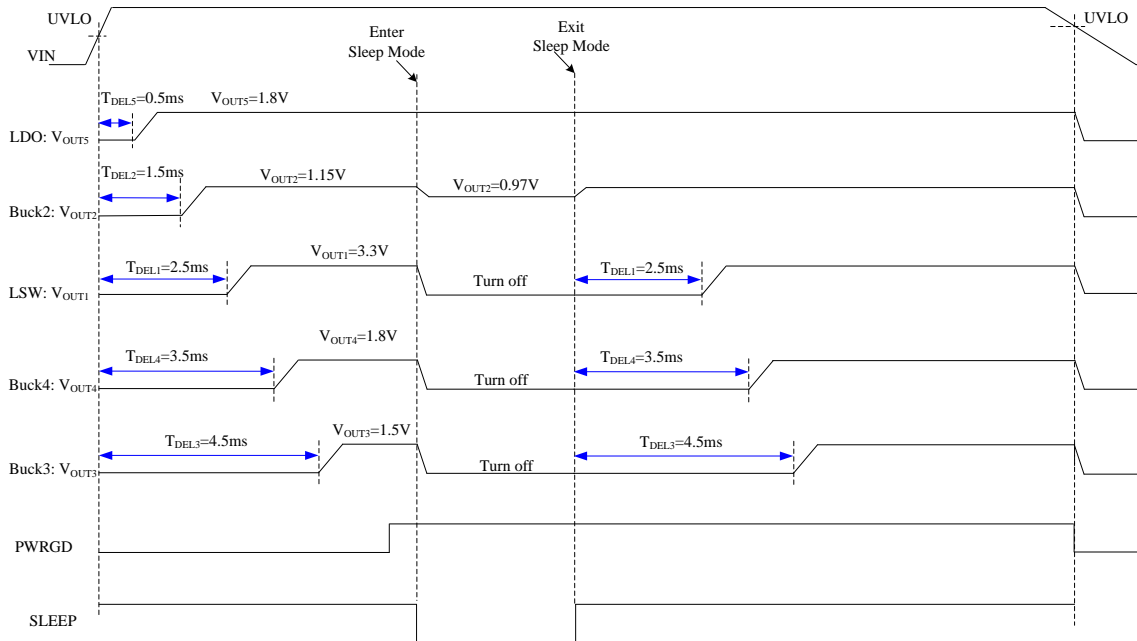 UVLO
UVLO
VIN
Enter
Sleep Mode
Exit
Sleep Mode
TDEL5=0.5ms
VOUT5=1.8V
LDO: VOUT5
TDEL2=1.5ms
VOUT2=1.15V
VOUT2=0.97V
Buck2: VOUT2
TDEL1=2.5ms
VOUT1=3.3V
TDEL1=2.5ms
LSW: VOUT1
Turn off
TDEL4=3.5ms
VOUT4=1.8V
TDEL4=3.5ms
Buck4: VOUT4
Turn off
TDEL3=4.5ms
VOUT3=1.5V
TDEL3=4.5ms
Buck3: VOUT3
Turn off
PWRGD
SLEEP